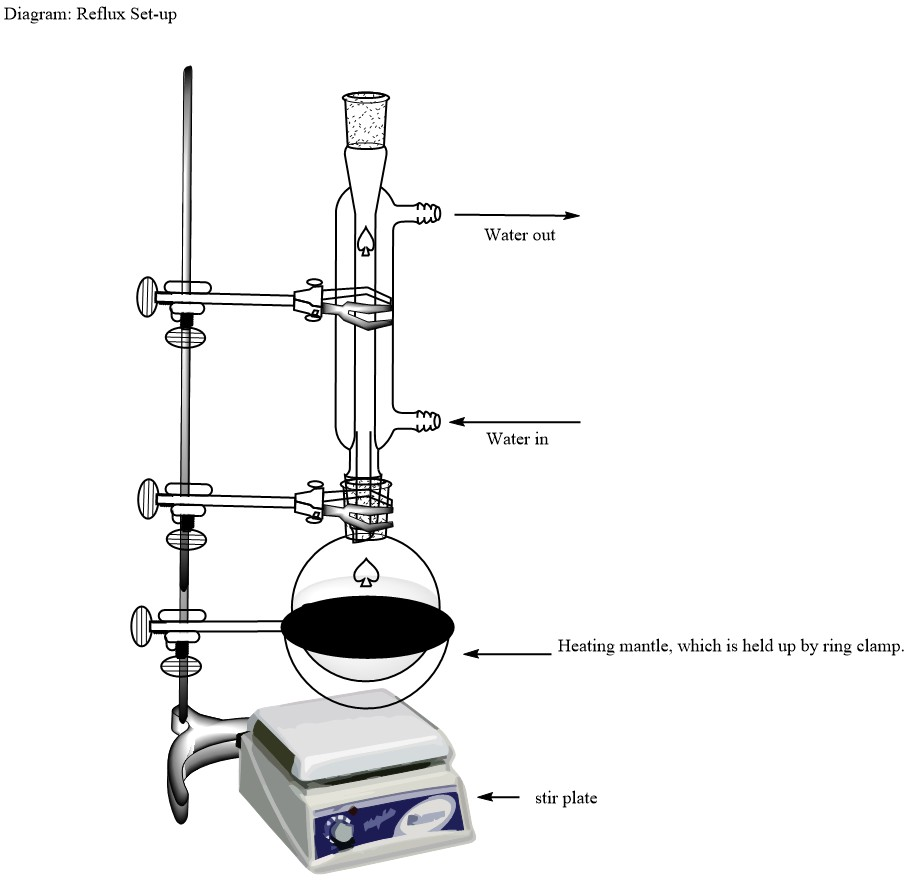 Diagram: Reflux Set-up
Water out
Water in
Heating mantle, which is held up by ring clamp.
stir plate